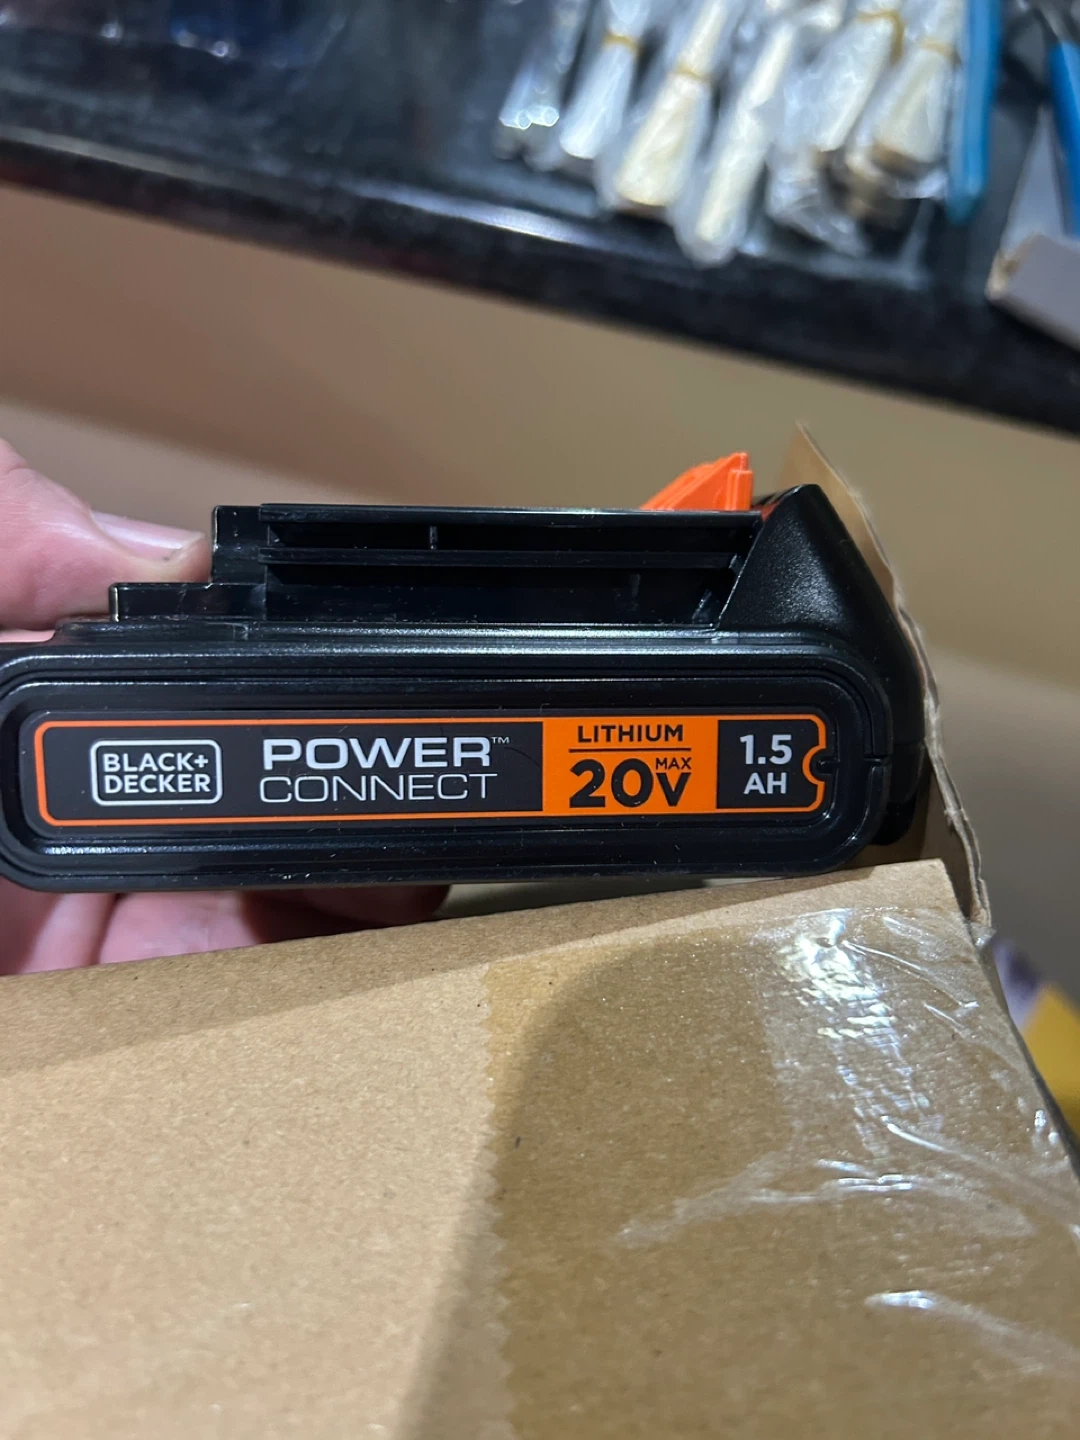 BLACK+
DECKER
POWER™
CONNECT
LITHIUM
20V MAX
1.5
AH